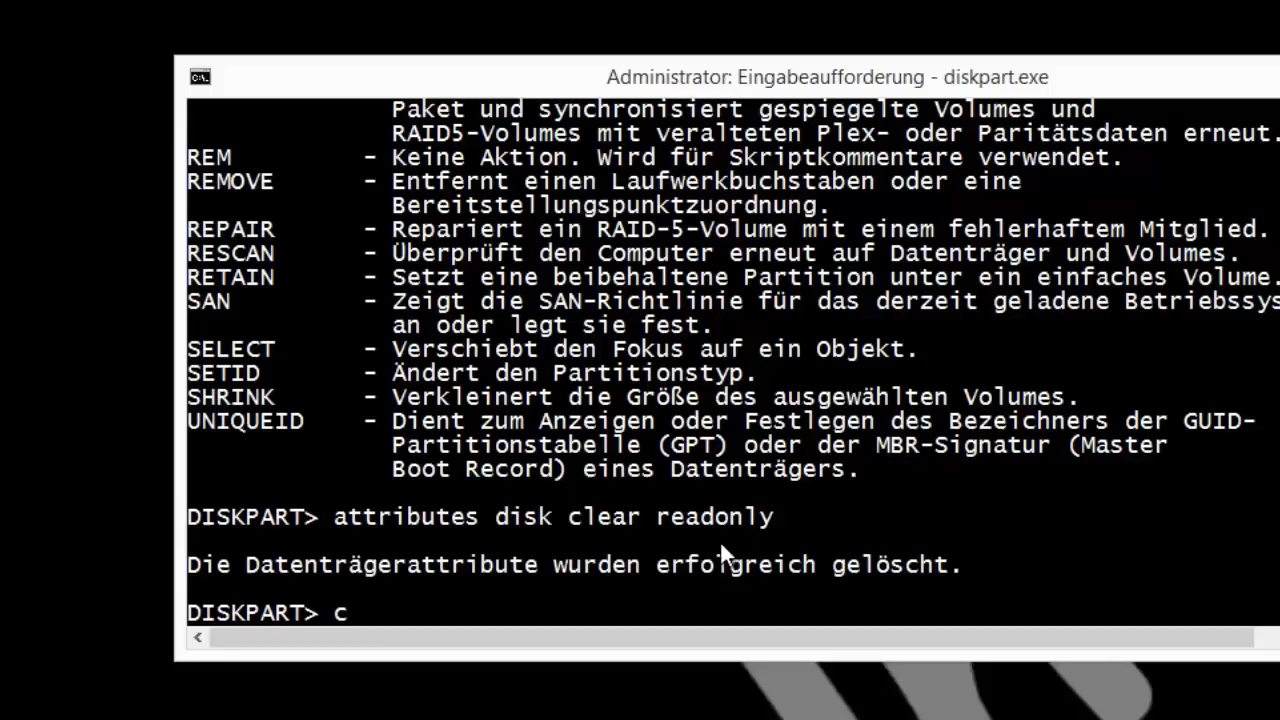 Administrator: Eingabeaufforderung - diskpart.exe
Paket und synchronisiert gespiegelte Volumes und
RAID5-Volumes mit veralteten Plex- oder Paritätsdaten erneut.
REM - Keine Aktion. Wird für Skriptkommentare verwendet.
REMOVE - Entfernt einen Laufwerkbuchstaben oder eine
Bereitstellungspunktzuordnung.
REPAIR - Repariert ein RAID-5-Volume mit einem fehlerhaftem Mitglied.
RESCAN - Überprüft den Computer erneut auf Datenträger und Volumes.
RETAIN - Setzt eine beibehaltene Partition unter ein einfaches Volume.
SAN - Zeigt die SAN-Richtlinie für das derzeit geladene Betriebssys
an oder legt sie fest.
SELECT - Verschiebt den Fokus auf ein Objekt.
SETID - Ändert den Partitionstyp.
SHRINK - Verkleinert die Größe des ausgewählten Volumes.
UNIQUEID - Dient zum Anzeigen oder Festlegen des Bezeichners der GUID-
Partitionstabelle (GPT) oder der MBR-Signatur (Master
Boot Record) eines Datenträgers.
DISKPART> attributes disk clear readonly
Die Datenträgerattribute wurden erfolgreich gelöscht.
DISKPART> c